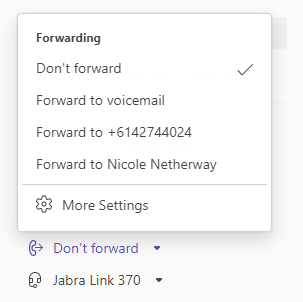 Forwarding
Don't forward
Forward to voicemail
Forward to +6142744024
Forward to Nicole Netherway
More Settings
Don't forward
Jabra Link 370